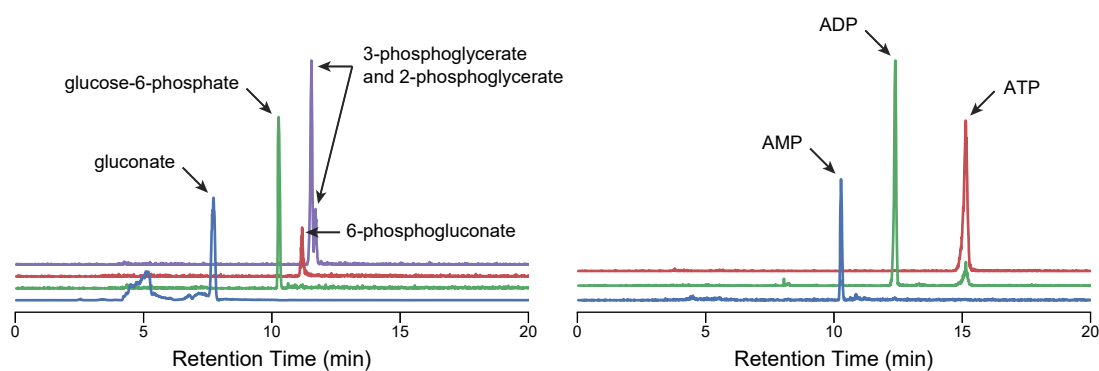 3-phosphoglycerate
and 2-phosphoglycerate
glucose-6-phosphate
gluconate
6-phosphogluconate
0 5 10 15 20
Retention Time (min)
ADP
ATP
AMP
0 5 10 15 20
Retention Time (min)